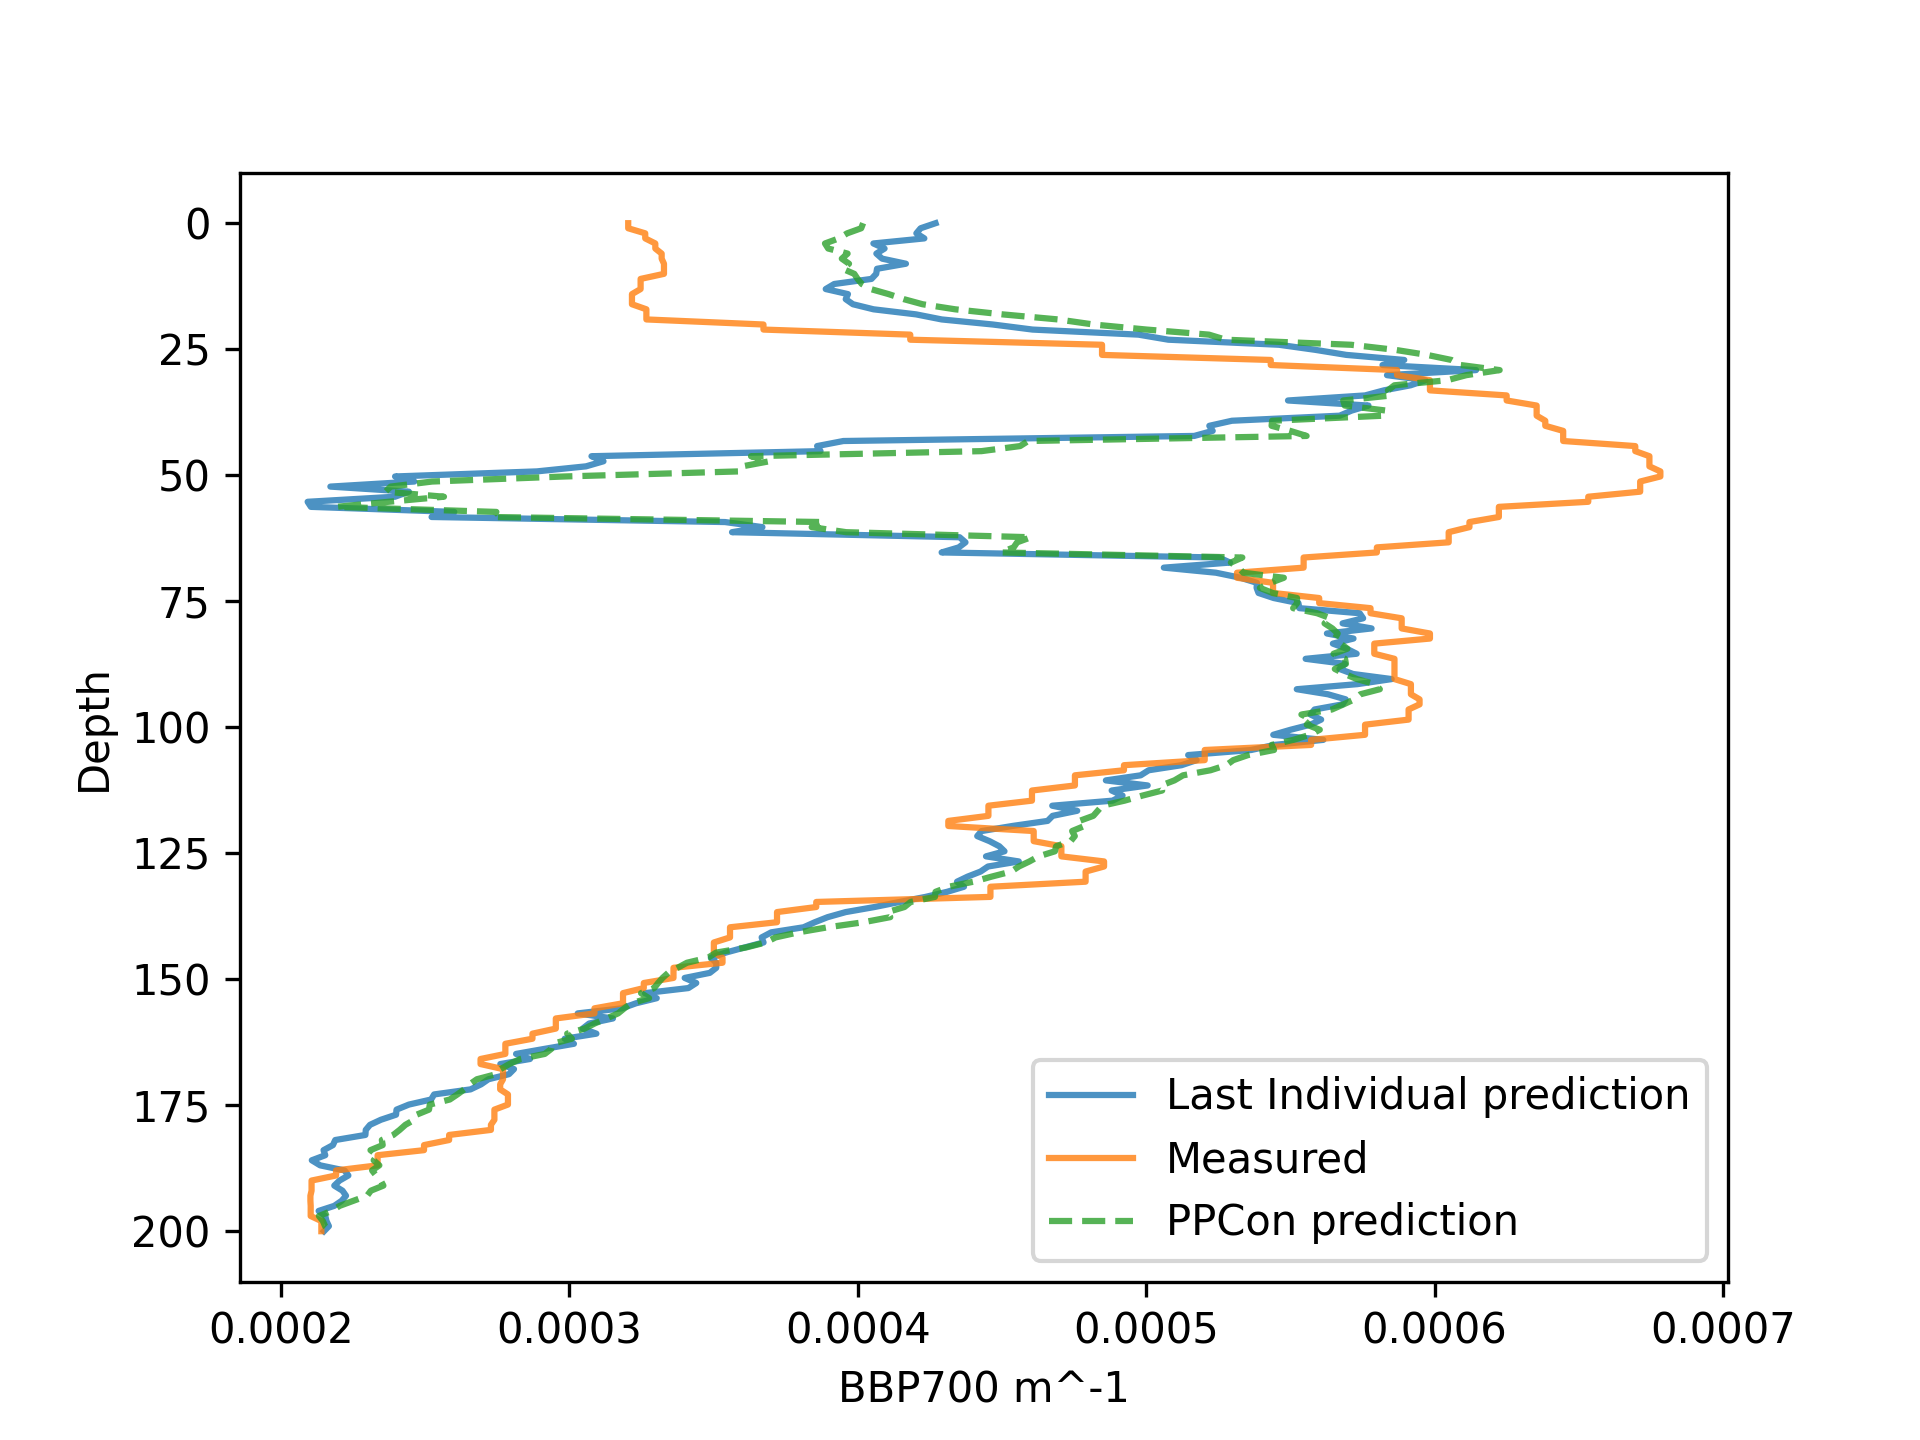 0
25
50
75
100
125
150
175
200
Depth
0.0002 0.0003 0.0004 0.0005 0.0006 0.0007
BBP700 m^-1
Last Individual prediction
Measured
PPCon prediction